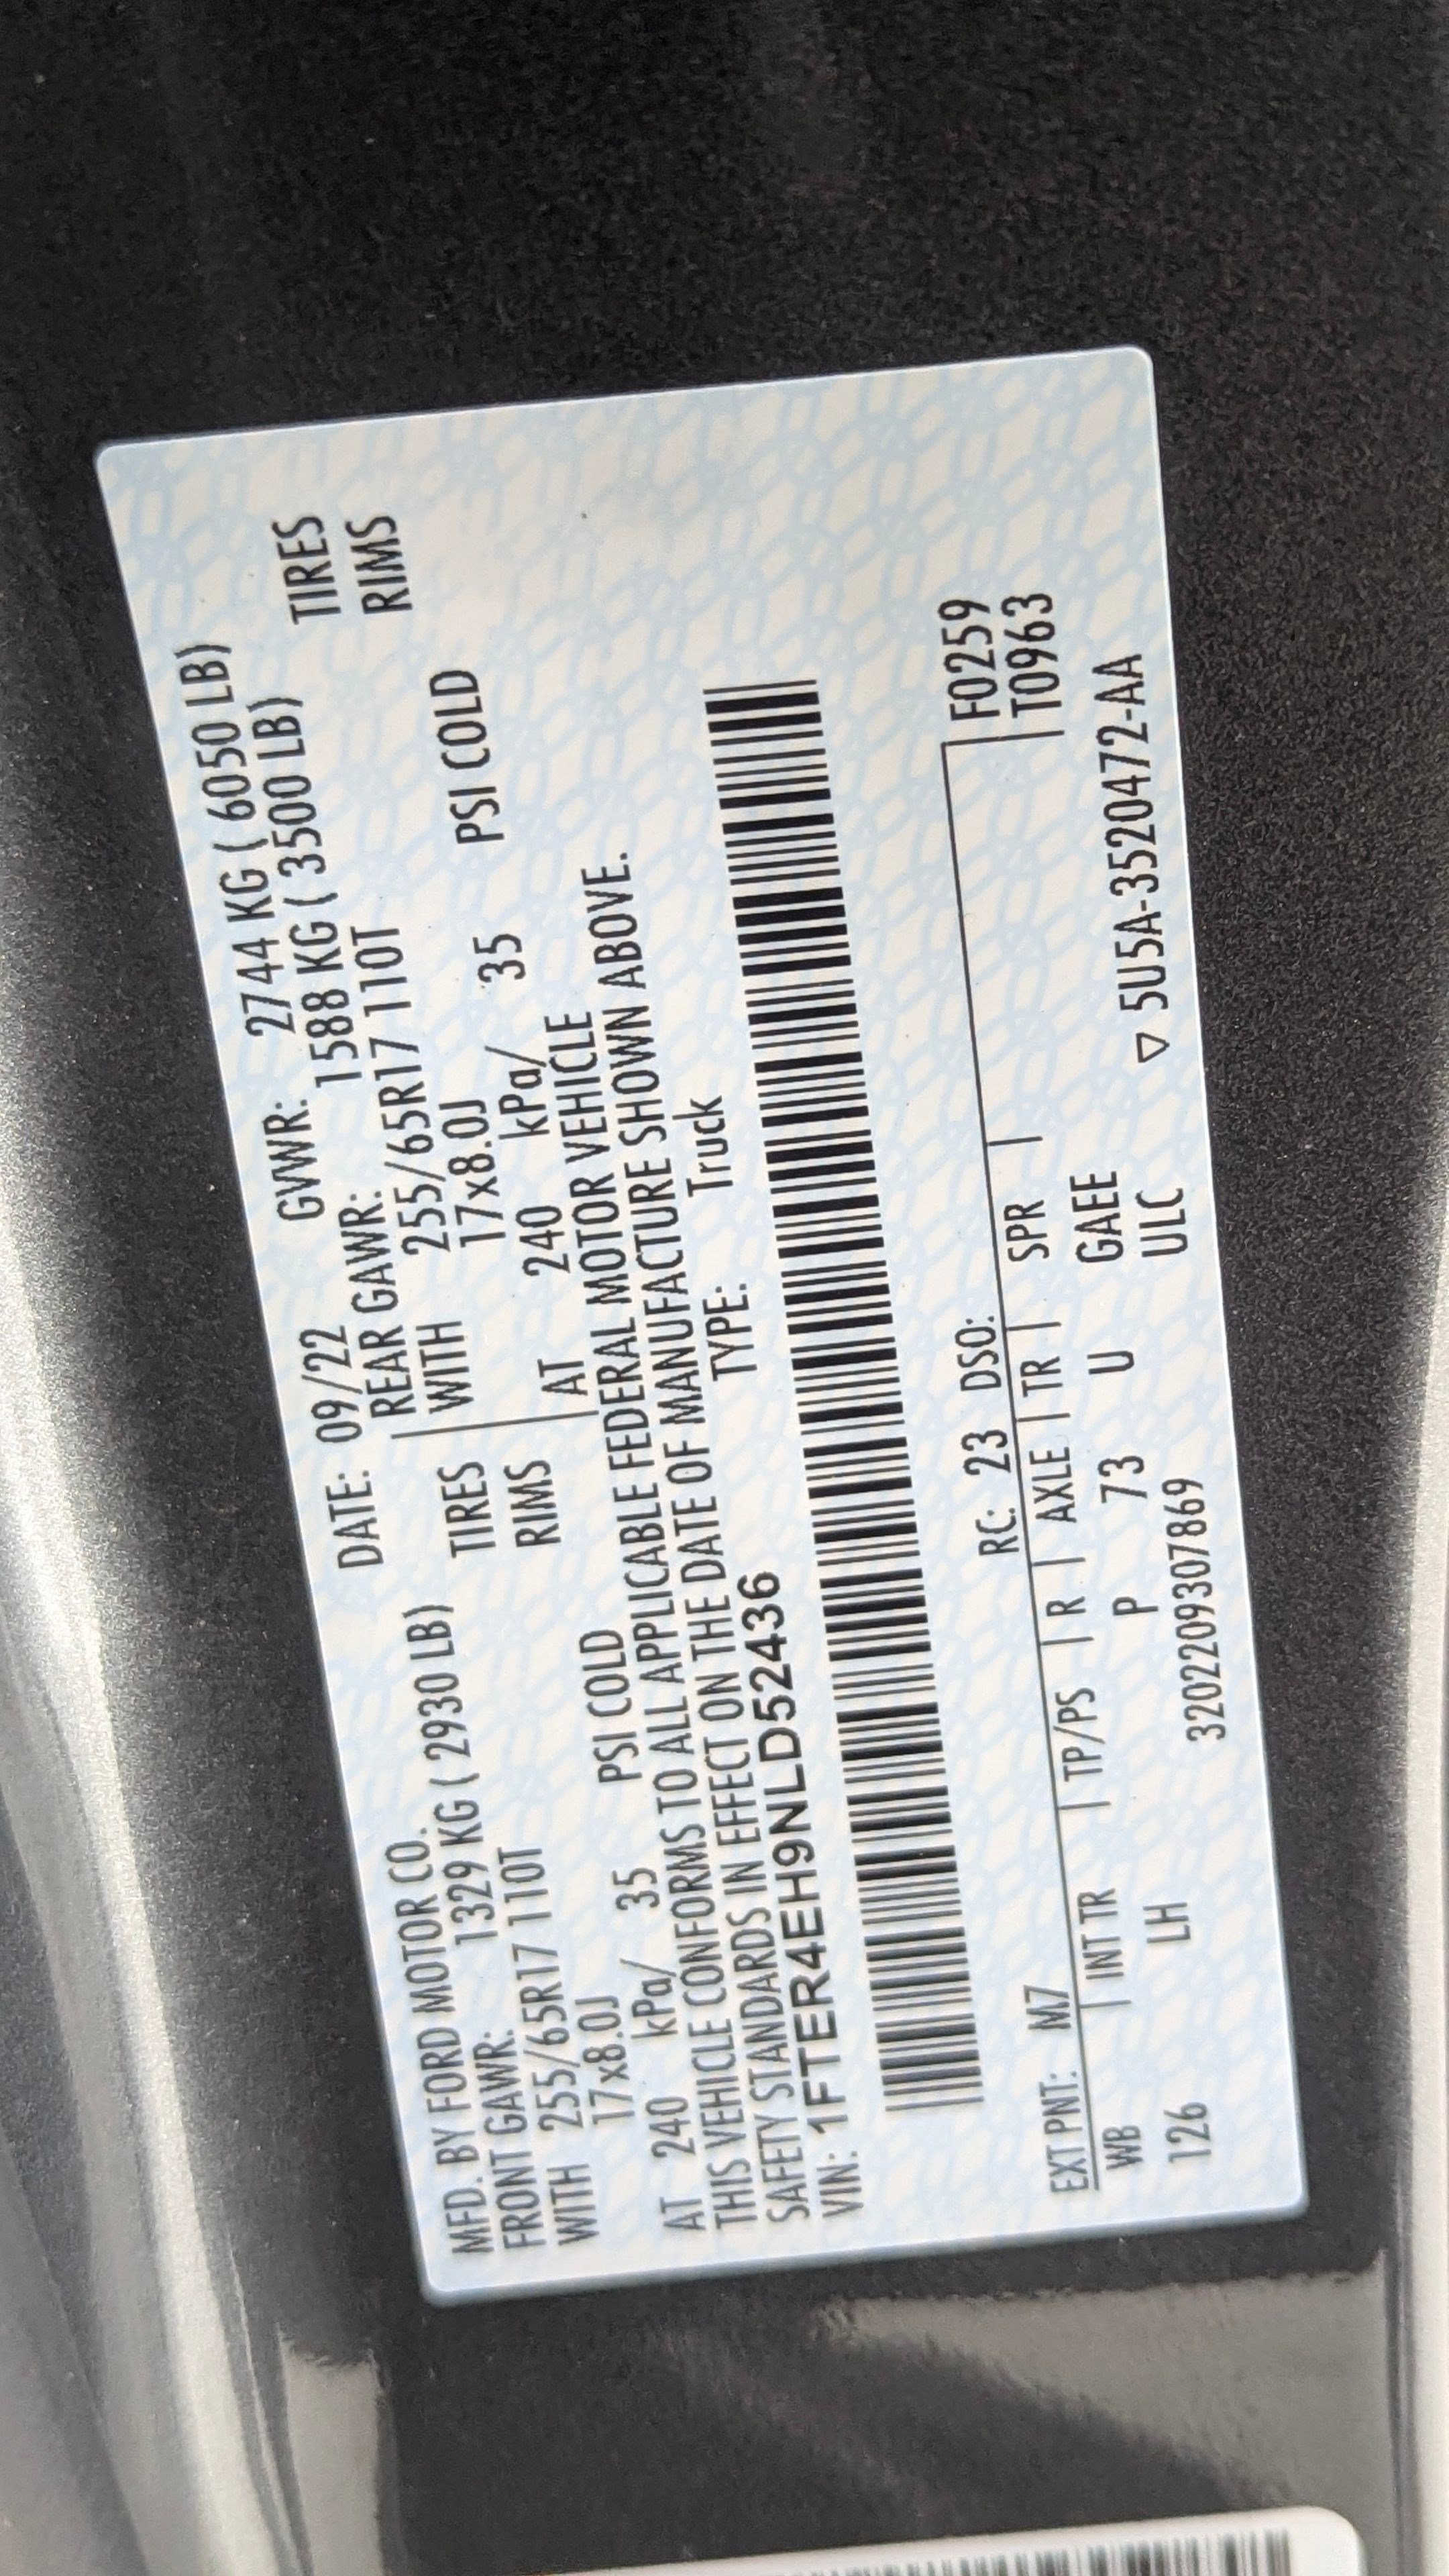 MFD. BY FORD MOTOR CO. DATE: 09/22 GVWR: 2744 KG ( 6050 LB)
FRONT GAWR: 1329 KG ( 2930 LB) REAR GAWR: 1588 KG ( 3500 LB)
WITH 255/65R17 110T TIRES WITH 255/65R17 110T TIRES
17x8.0J RIMS 17x8.0J RIMS
AT 240 kPa/ 35 PSI COLD AT 240 kPa/ 35 PSI COLD
THIS VEHICLE CONFORMS TO ALL APPLICABLE FEDERAL MOTOR VEHICLE
SAFETY STANDARDS IN EFFECT ON THE DATE OF MANUFACTURE SHOWN ABOVE.
VIN: 1FTER4EH9NLD52436 TYPE: Truck
EXT PNT: M7 RC: 23 DSO: F0259
WB | INT TR | TP/PS | R | AXLE | TR | SPR | T0963
126 LH P 73 U GAEE
3202209307869 ULC ▽ 5U5A-3520472-AA